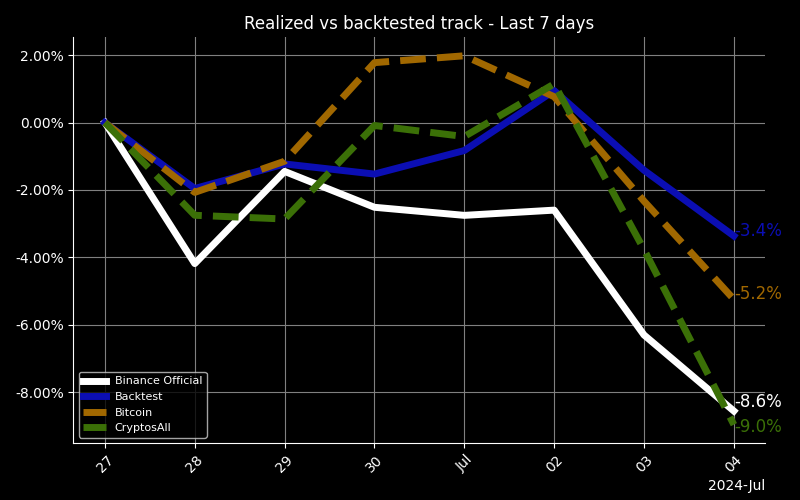 Realized vs backtested track - Last 7 days
2.00%
0.00%
-2.00%
-4.00%
-6.00%
-8.00%
-3.4%
-5.2%
-8.6%
-9.0%
Binance Official
Backtest
Bitcoin
CryptosAll
27
28
29
30
Jul
02
03
04
2024-Jul